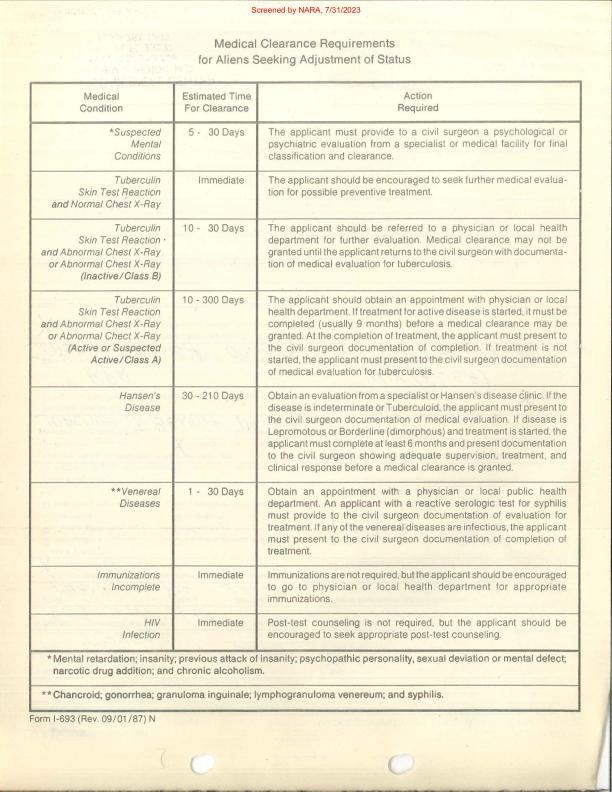 Screened by NARA, 7/31/2023
Medical Clearance Requirements
for Aliens Seeking Adjustment of Status
Medical
Condition
Estimated Time
For Clearance
Action
Required
*Suspected
Mental
Conditions
5 - 30 Days
The applicant must provide to a civil surgeon a psychological or
psychiatric evaluation from a specialist or medical facility for final
classification and clearance.
Tuberculin
Skin Test Reaction
and Normal Chest X-Ray
Immediate
The applicant should be encouraged to seek further medical evalua-
tion for possible preventive treatment.
Tuberculin
Skin Test Reaction
and Abnormal Chest X-Ray
or Abnormal Chest X-Ray
(Inactive/Class B)
10 - 30 Days
The applicant should be referred to a physician or local health
department for further evaluation. Medical clearance may not be
granted until the applicant returns to the civil surgeon with documenta-
tion of medical evaluation for tuberculosis.
Tuberculin
Skin Test Reaction
and Abnormal Chest X-Ray
or Abnormal Chest X-Ray
(Active or Suspected
Active/Class A)
10 - 300 Days
The applicant should obtain an appointment with physician or local
health department. If treatment for active disease is started, it must be
completed (usually 9 months) before a medical clearance may be
granted. At the completion of treatment, the applicant must present to
the civil surgeon documentation of completion. If treatment is not
started, the applicant must present to the civil surgeon documentation
of medical evaluation for tuberculosis.
Hansen's
Disease
30 - 210 Days
Obtain an evaluation from a specialist or Hansen's disease clinic. If the
disease is indeterminate or Tuberculoid, the applicant must present to
the civil surgeon documentation of medical evaluation. If disease is
Lepromotous or Borderline (dimorphous) and treatment is started, the
applicant must complete at least 6 months and present documentation
to the civil surgeon showing adequate supervision, treatment, and
clinical response before a medical clearance is granted.
**Venereal
Diseases
1 - 30 Days
Obtain an appointment with a physician or local public health
department. An applicant with a reactive serologic test for syphilis
must provide to the civil surgeon documentation of evaluation for
treatment. If any of the venereal diseases are infectious, the applicant
must present to the civil surgeon documentation of completion of
treatment.
Immunizations
Incomplete
Immediate
Immunizations are not required, but the applicant should be encouraged
to go to physician or local health department for appropriate
immunizations.
HIV
Infection
Immediate
Post-test counseling is not required, but the applicant should be
encouraged to seek appropriate post-test counseling.
*Mental retardation; insanity; previous attack of insanity; psychopathic personality, sexual deviation or mental defect;
narcotic drug addition; and chronic alcoholism.
**Chancroid; gonorrhea; granuloma inguinale; lymphogranuloma venereum; and syphilis.
Form I-693 (Rev. 09/01/87) N